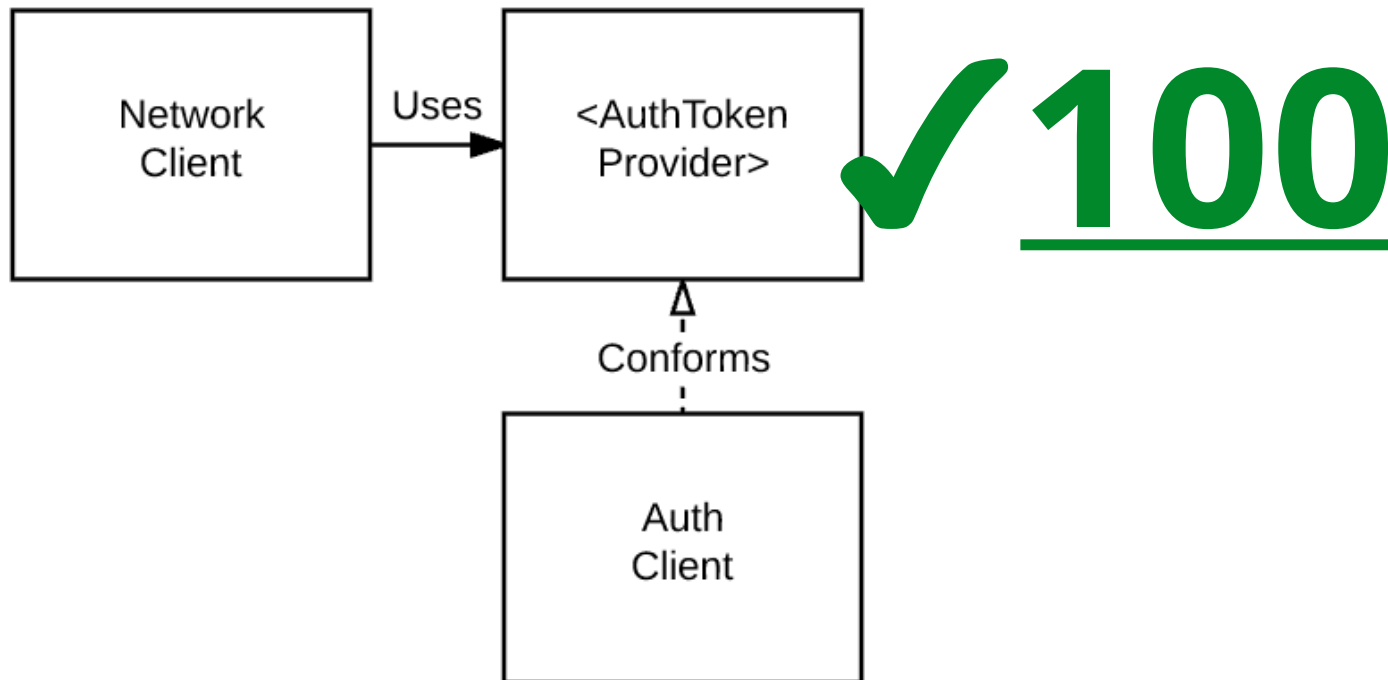 Network
Client
Uses
<AuthToken
Provider>
✓100
Conforms
Auth
Client